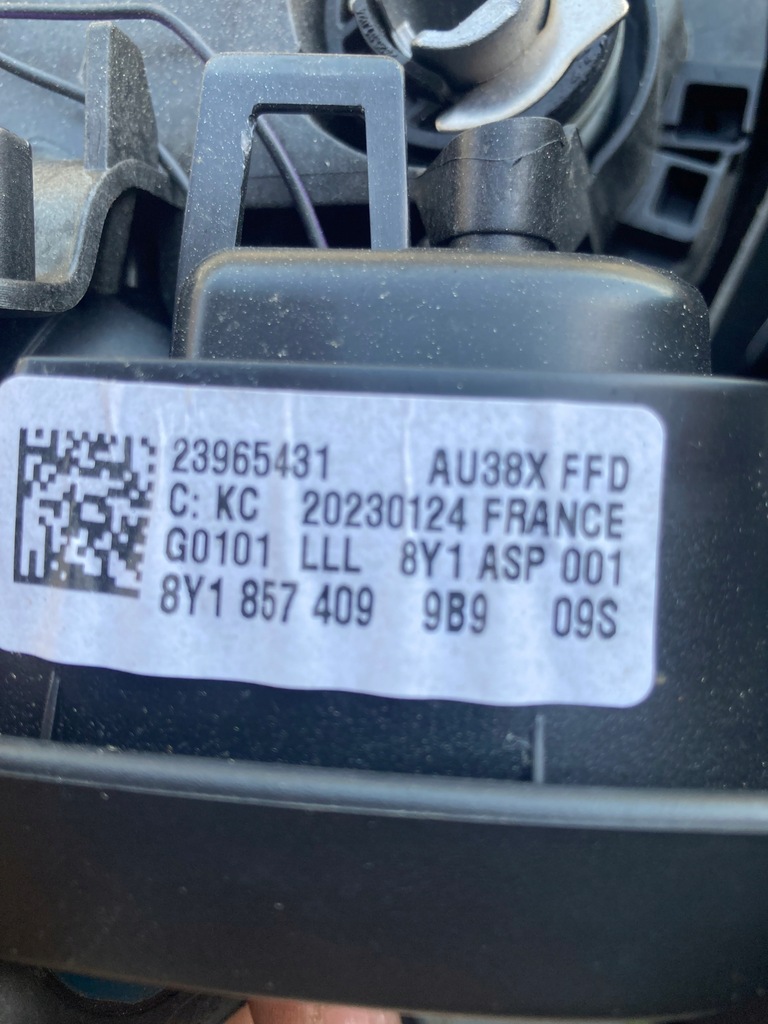 23965431 AU38X FFD
C: KC 20230124 FRANCE
G0101 LLL 8Y1 ASP 001
8Y1 857 409 9B9 09S